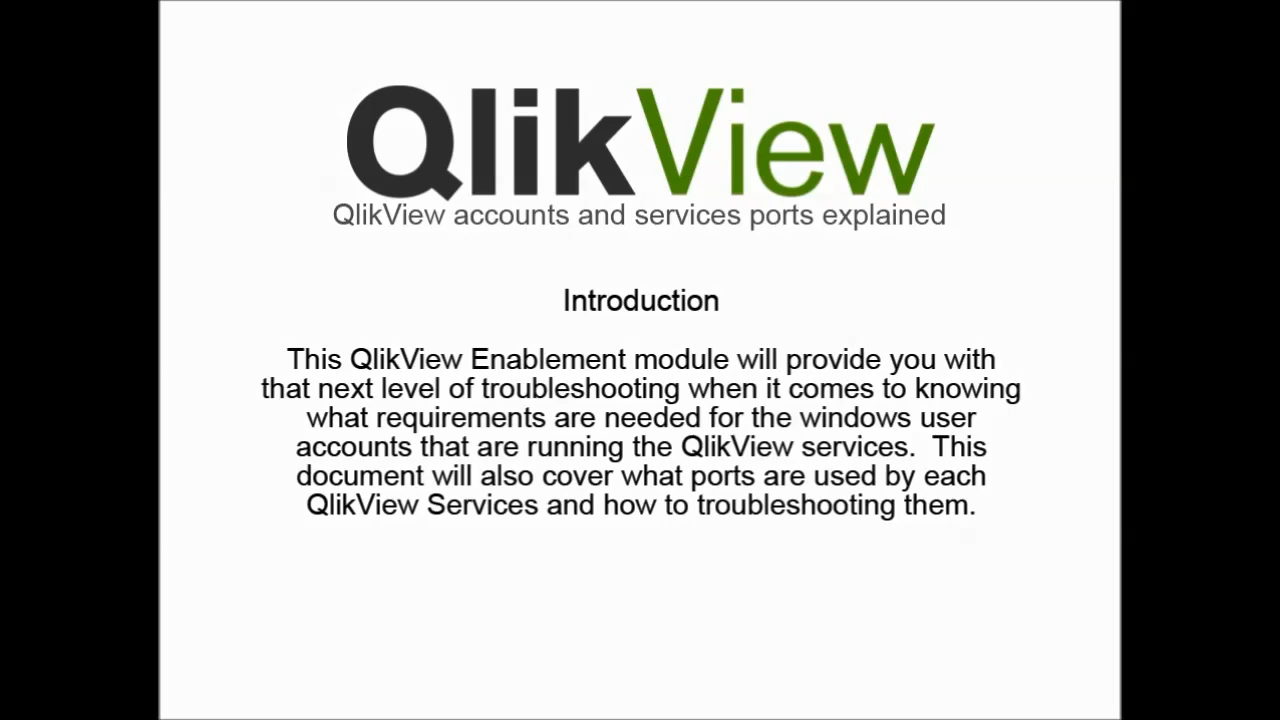 QlikView
QlikView accounts and services ports explained
Introduction
This QlikView Enablement module will provide you with
that next level of troubleshooting when it comes to knowing
what requirements are needed for the windows user
accounts that are running the QlikView services.  This
document will also cover what ports are used by each
QlikView Services and how to troubleshooting them.